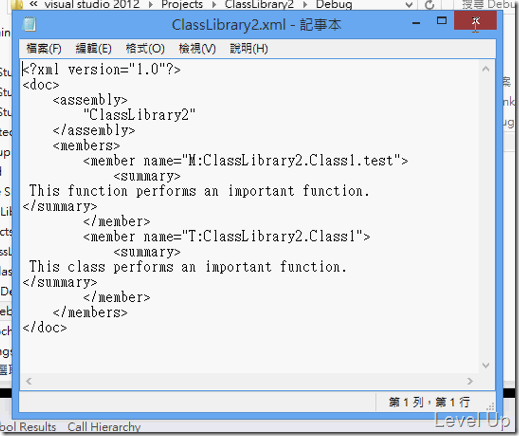 visual studio 2012 ▸ Projects ▸ ClassLibrary2 ▸ Debug
搜尋 Debug
ClassLibrary2.xml - 記事本
檔案(F) 編輯(E) 格式(O) 檢視(V) 說明(H)
<?xml version="1.0"?>
<doc>
    <assembly>
        "ClassLibrary2"
    </assembly>
    <members>
        <member name="M:ClassLibrary2.Class1.test">
            <summary>
 This function performs an important function.
</summary>
        </member>
        <member name="T:ClassLibrary2.Class1">
            <summary>
 This class performs an important function.
</summary>
        </member>
    </members>
</doc>
第 1 列，第 1 行
Level Up
bol Results Call Hierarchy